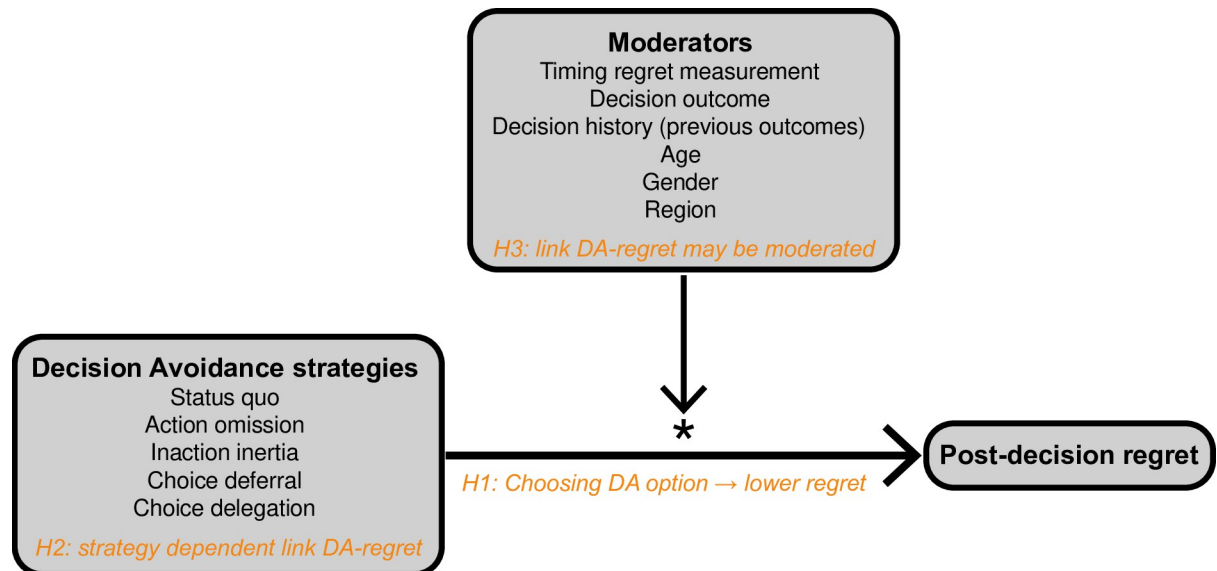 Moderators
Timing regret measurement
Decision outcome
Decision history (previous outcomes)
Age
Gender
Region
H3: link DA-regret may be moderated
Decision Avoidance strategies
Status quo
Action omission
Inaction inertia
Choice deferral
Choice delegation
H2: strategy dependent link DA-regret
*
H1: Choosing DA option → lower regret
Post-decision regret